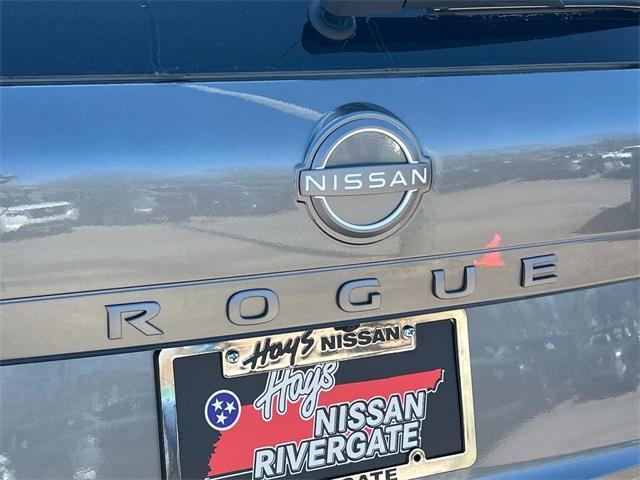 NISSAN
ROGUE
Hays NISSAN
Hays
NISSAN
RIVERGATE